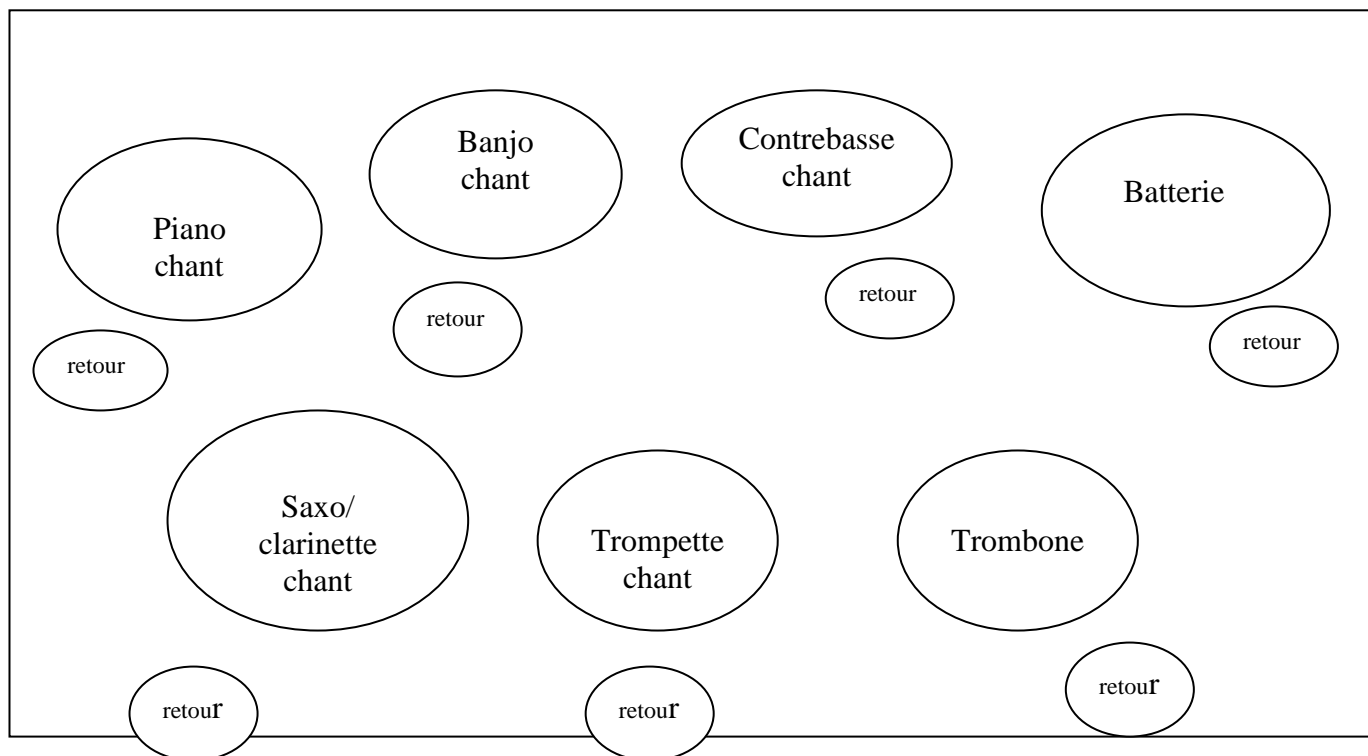 Banjo
chant
Contrebasse
chant
Batterie
Piano
chant
retour
retour
retour
retour
Saxo/
clarinette
chant
Trompette
chant
Trombone
retour
retour
retour